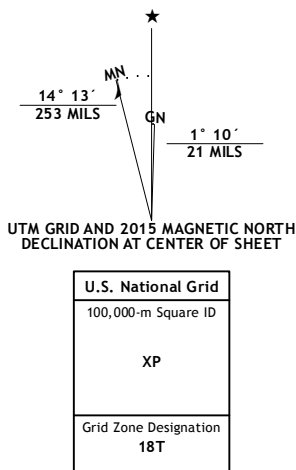 ★
MN
GN
14° 13´
253 MILS
1° 10´
21 MILS
UTM GRID AND 2015 MAGNETIC NORTH
DECLINATION AT CENTER OF SHEET
U.S. National Grid
100,000-m Square ID
XP
Grid Zone Designation
18T